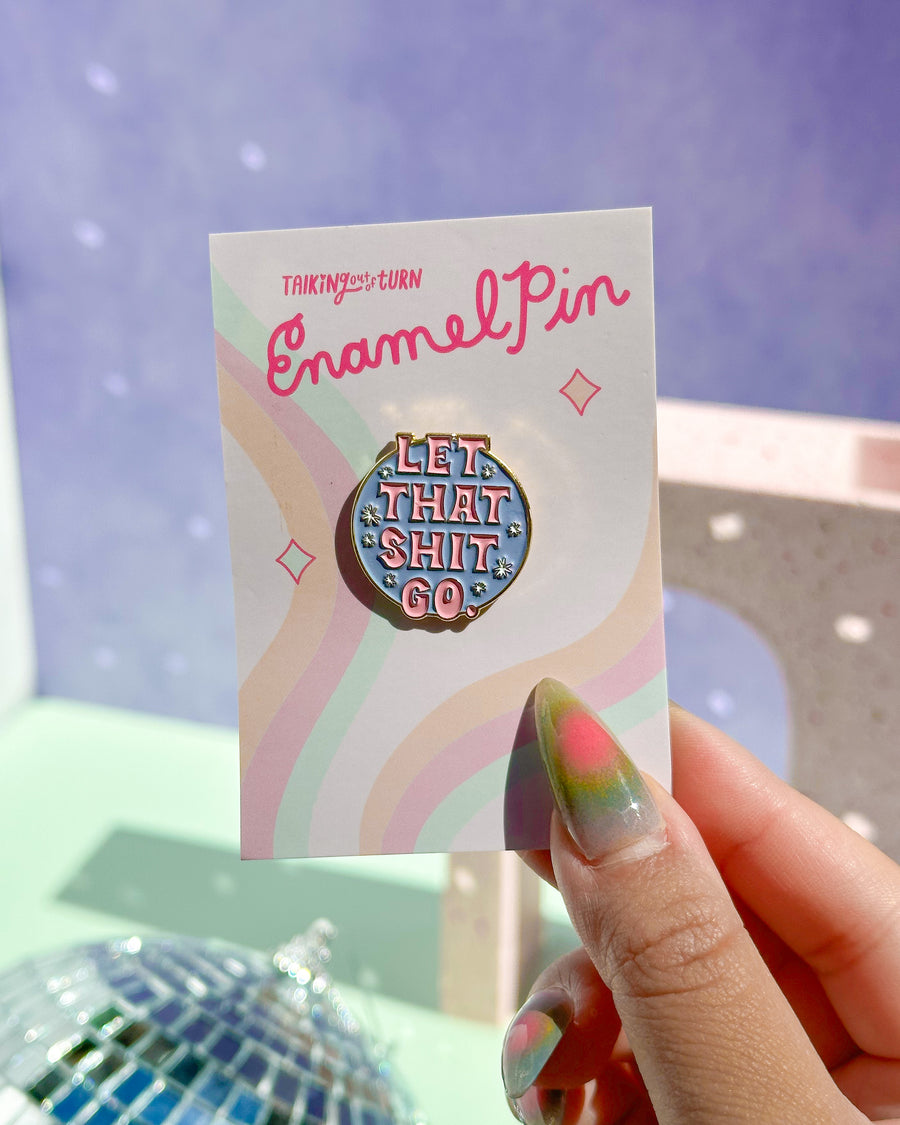 TALKING out of TURN
Enamel Pin
LET
THAT
SHIT
GO.